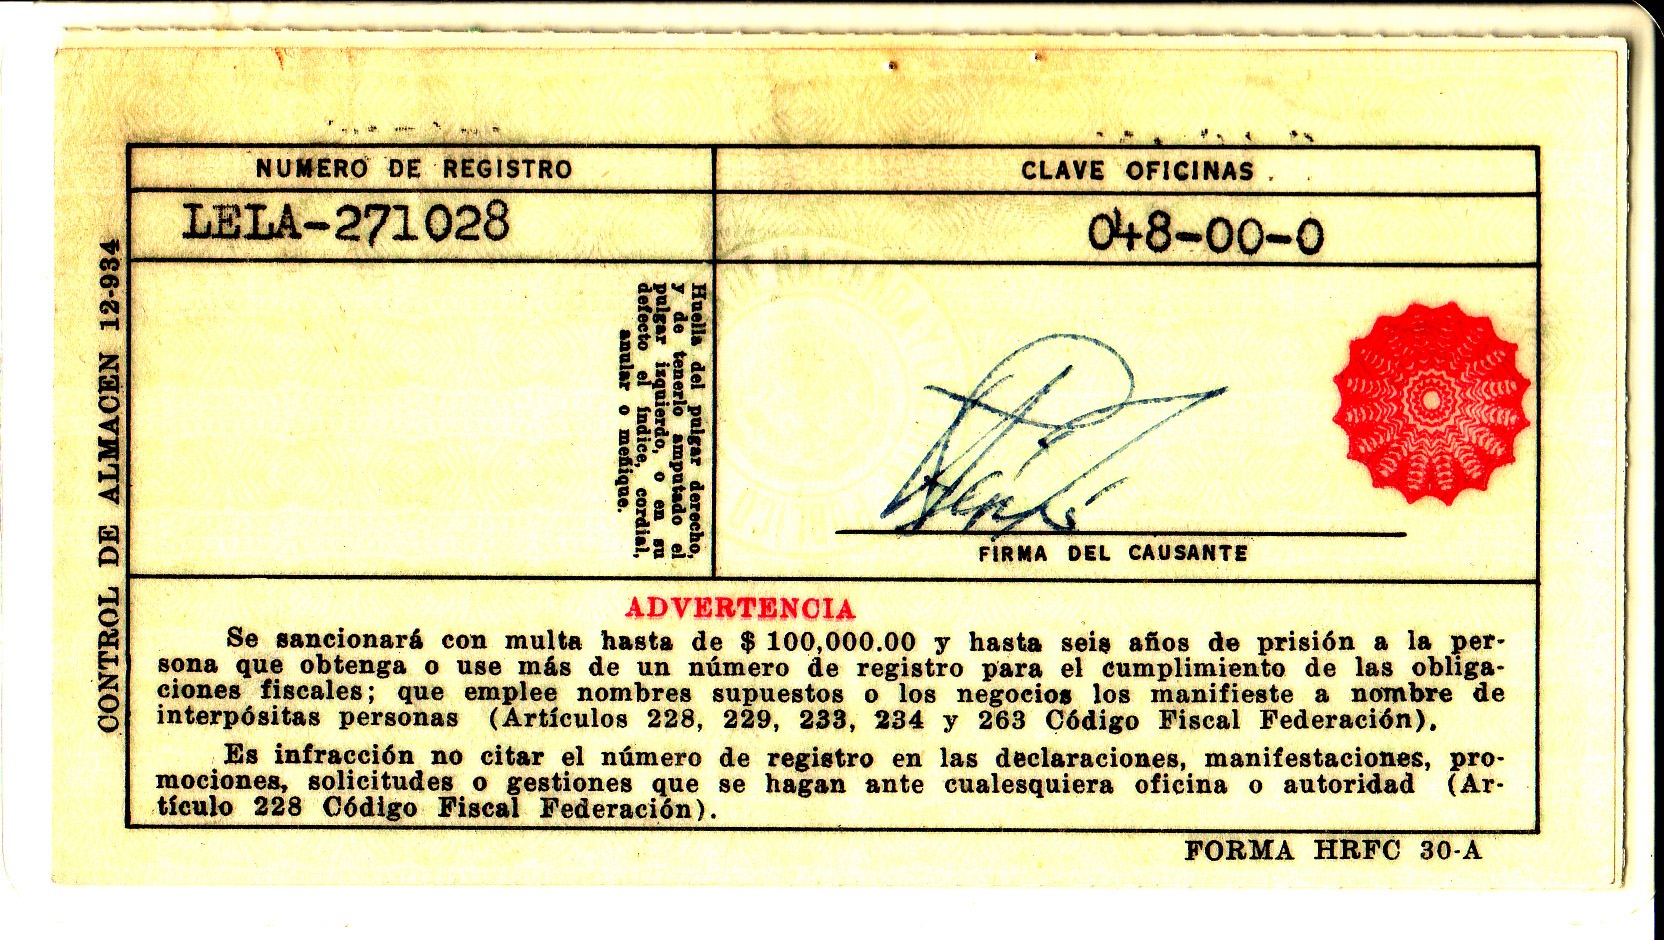 NUMERO DE REGISTRO
CLAVE OFICINAS
LELA-271028
048-00-0
CONTROL DE ALMACEN 12-934
Huella del pulgar derecho,
y de tenerlo amputado el
pulgar izquierdo, o en su
defecto el índice, cordial,
anular o meñique.
FIRMA DEL CAUSANTE
ADVERTENCIA
Se sancionará con multa hasta de $ 100,000.00 y hasta seis años de prisión a la per-
sona que obtenga o use más de un número de registro para el cumplimiento de las obliga-
ciones fiscales; que emplee nombres supuestos o los negocios los manifieste a nombre de
interpósitas personas (Artículos 228, 229, 233, 234 y 263 Código Fiscal Federación).
Es infracción no citar el número de registro en las declaraciones, manifestaciones, pro-
mociones, solicitudes o gestiones que se hagan ante cualesquiera oficina o autoridad (Ar-
tículo 228 Código Fiscal Federación).
FORMA HRFC 30-A